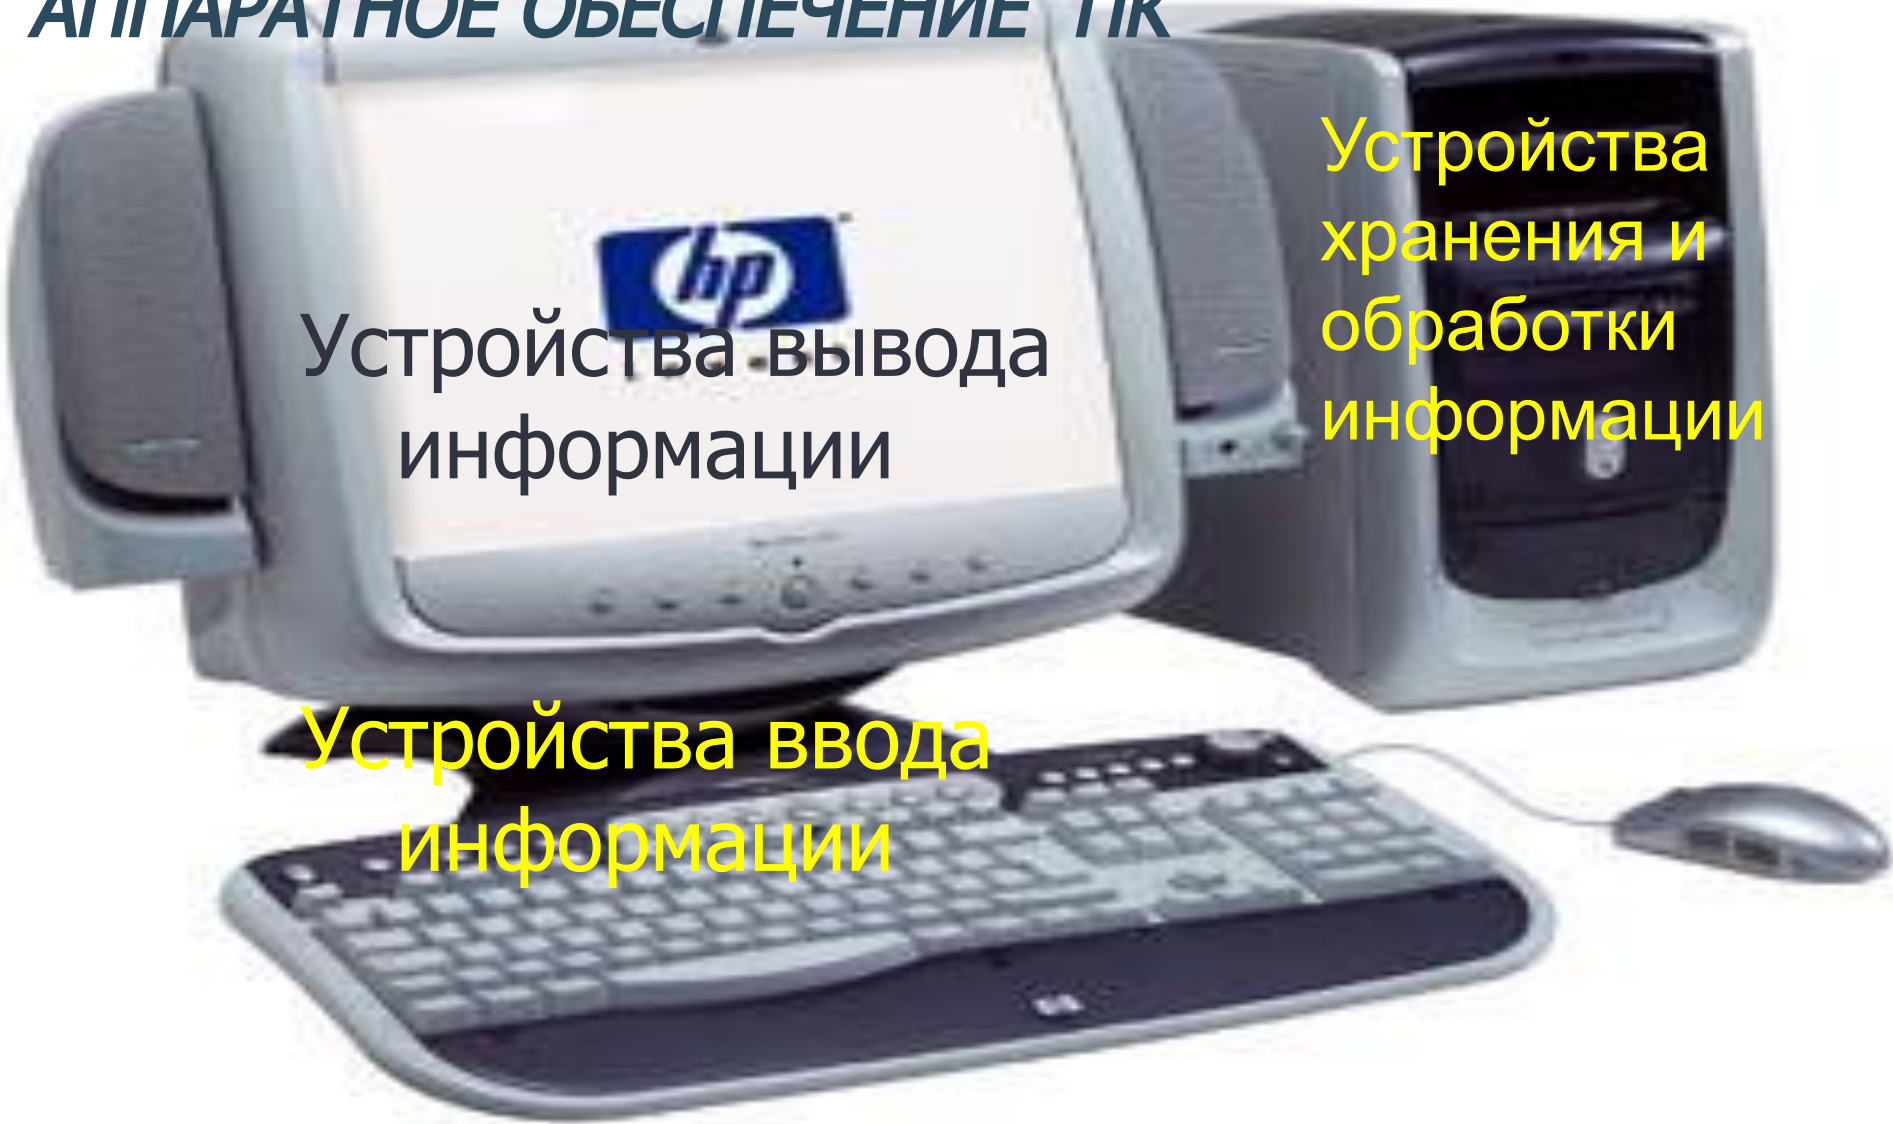 АППАРАТНОЕ ОБЕСПЕЧЕНИЕ ПК
Устройства
хранения и
обработки
информации
hp
Устройства вывода
информации
Устройства ввода
информации